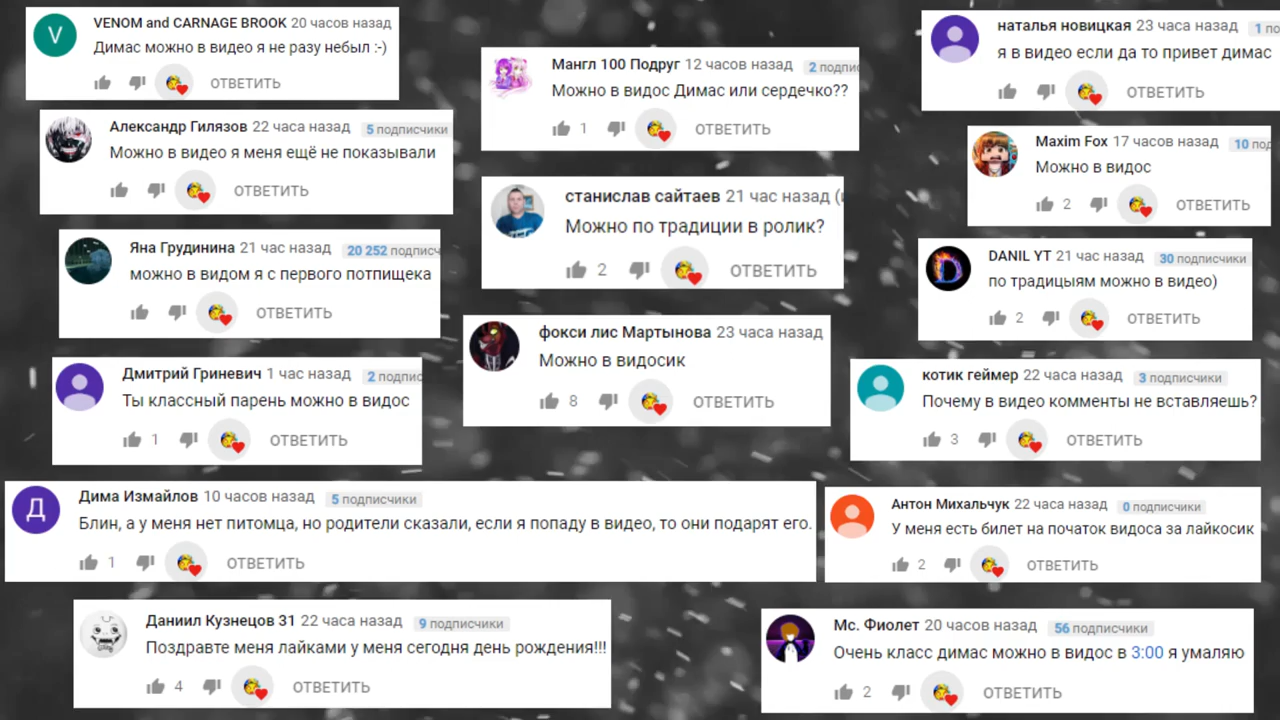 VENOM and CARNAGE BROOK 20 часов назад
Димас можно в видео я не разу небыл :-)
ОТВЕТИТЬ
Александр Гилязов 22 часа назад 5 подписчики
Можно в видео я меня ещё не показывали
ОТВЕТИТЬ
Яна Грудинина 21 час назад 20 252 подписч
можно в видом я с первого потпищека
ОТВЕТИТЬ
Дмитрий Гриневич 1 час назад 2 подпис
Ты классный парень можно в видос
1 ОТВЕТИТЬ
Мангл 100 Подруг 12 часов назад 2 подпис
Можно в видос Димас или сердечко??
1 ОТВЕТИТЬ
станислав сайтаев 21 час назад (
Можно по традиции в ролик?
2 ОТВЕТИТЬ
фокси лис Мартынова 23 часа назад
Можно в видосик
8 ОТВЕТИТЬ
наталья новицкая 23 часа назад 1 по
я в видео если да то привет димас
ОТВЕТИТЬ
Maxim Fox 17 часов назад 10 под
Можно в видос
2 ОТВЕТИТЬ
DANIL YT 21 час назад 30 подписчики
по традицыям можно в видео)
2 ОТВЕТИТЬ
котик геймер 22 часа назад 3 подписчики
Почему в видео комменты не вставляешь?
3 ОТВЕТИТЬ
Дима Измайлов 10 часов назад 5 подписчики
Блин, а у меня нет питомца, но родители сказали, если я попаду в видео, то они подарят его.
1 ОТВЕТИТЬ
Антон Михальчук 22 часа назад 0 подписчики
У меня есть билет на початок видоса за лайкосик
2 ОТВЕТИТЬ
Даниил Кузнецов 31 22 часа назад 9 подписчики
Поздравте меня лайками у меня сегодня день рождения!!!
4 ОТВЕТИТЬ
Мс. Фиолет 20 часов назад 56 подписчики
Очень класс димас можно в видос в 3:00 я умаляю
2 ОТВЕТИТЬ
V
D
Д